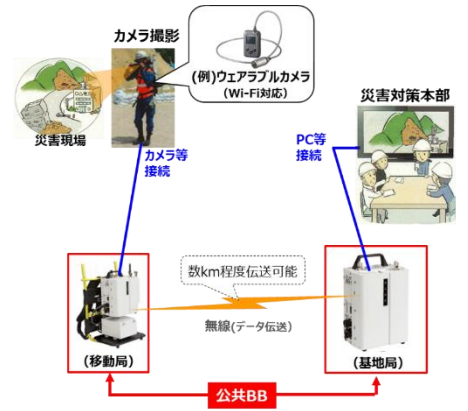 カメラ撮影
(例)ウェアラブルカメラ
(Wi-Fi対応)
災害現場
災害対策本部
カメラ等
接続
PC等
接続
数km程度伝送可能
無線(データ伝送)
(移動局)
(基地局)
公共BB